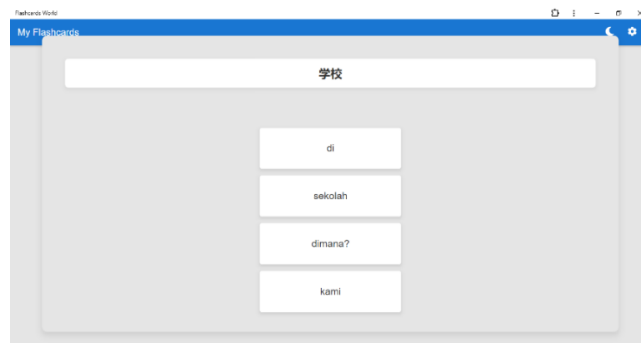 Flashcards World
My Flashcards
学校
di
sekolah
dimana?
kami